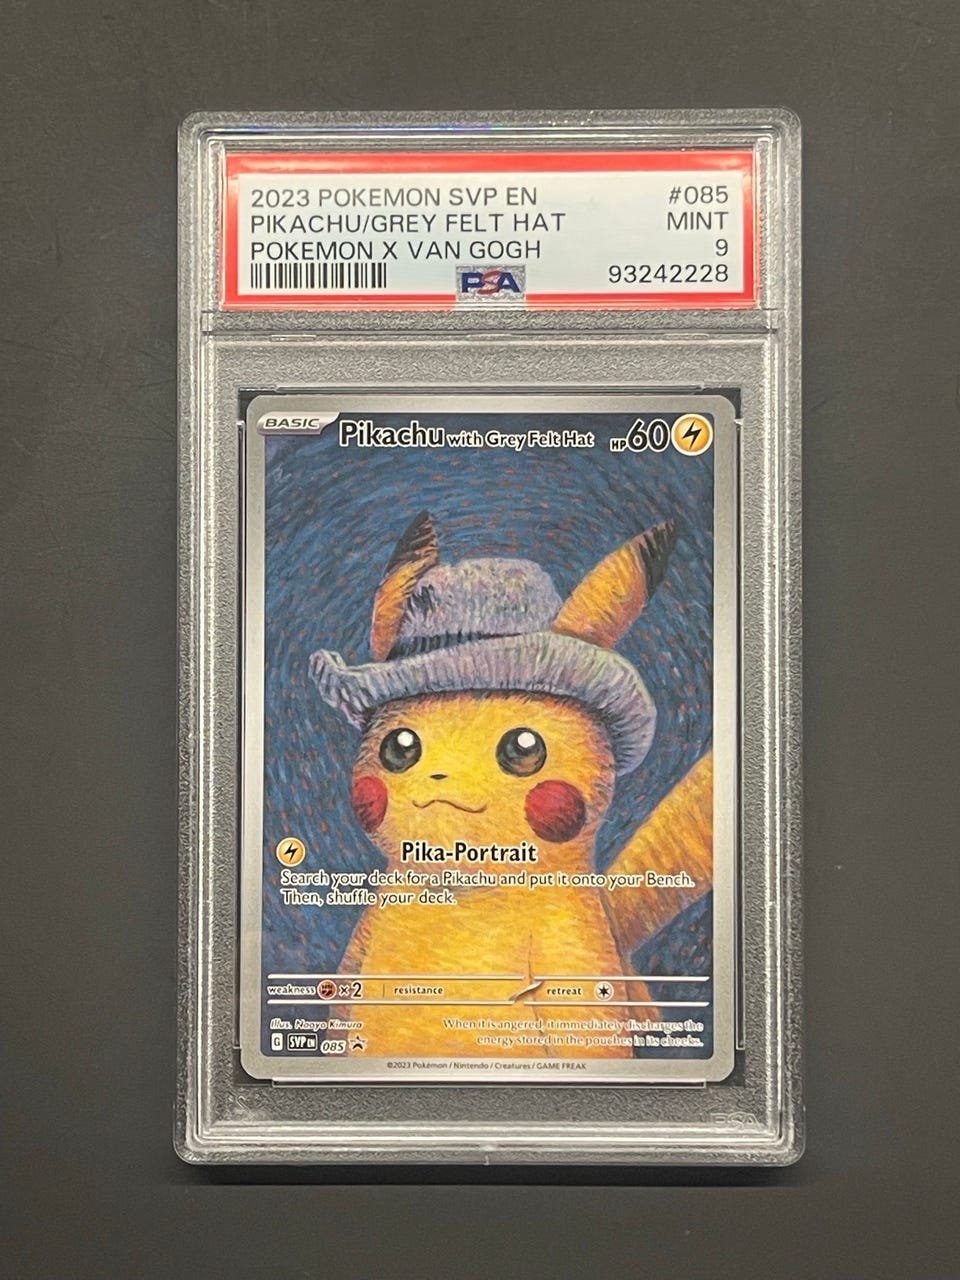 2023 POKEMON SVP EN #085
PIKACHU/GREY FELT HAT MINT
POKEMON X VAN GOGH 9
PSA 93242228
BASIC Pikachu with Grey Felt Hat HP60
Pika-Portrait
Search your deck for a Pikachu and put it onto your Bench.
Then, shuffle your deck.
weakness ×2 resistance retreat
Illus. Naoyo Kimura
When it is angered, it immediately discharges the
energy stored in the pouches in its cheeks.
G SVP EN 085
©2023 Pokémon / Nintendo / Creatures / GAME FREAK
PSA